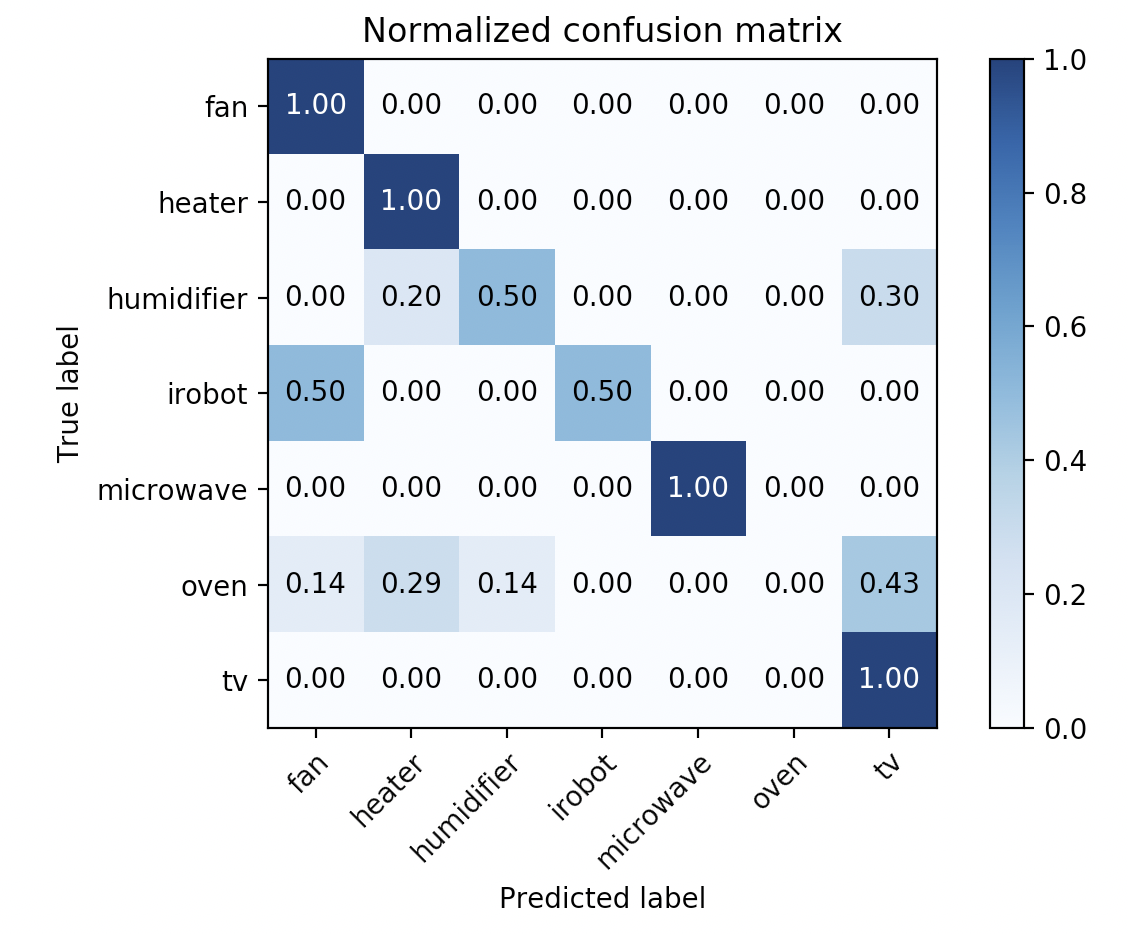 Normalized confusion matrix
True label
fan 1.00 0.00 0.00 0.00 0.00 0.00 0.00
heater 0.00 1.00 0.00 0.00 0.00 0.00 0.00
humidifier 0.00 0.20 0.50 0.00 0.00 0.00 0.30
irobot 0.50 0.00 0.00 0.50 0.00 0.00 0.00
microwave 0.00 0.00 0.00 0.00 1.00 0.00 0.00
oven 0.14 0.29 0.14 0.00 0.00 0.00 0.43
tv 0.00 0.00 0.00 0.00 0.00 0.00 1.00
fan heater humidifier irobot microwave oven tv
Predicted label
1.0
0.8
0.6
0.4
0.2
0.0